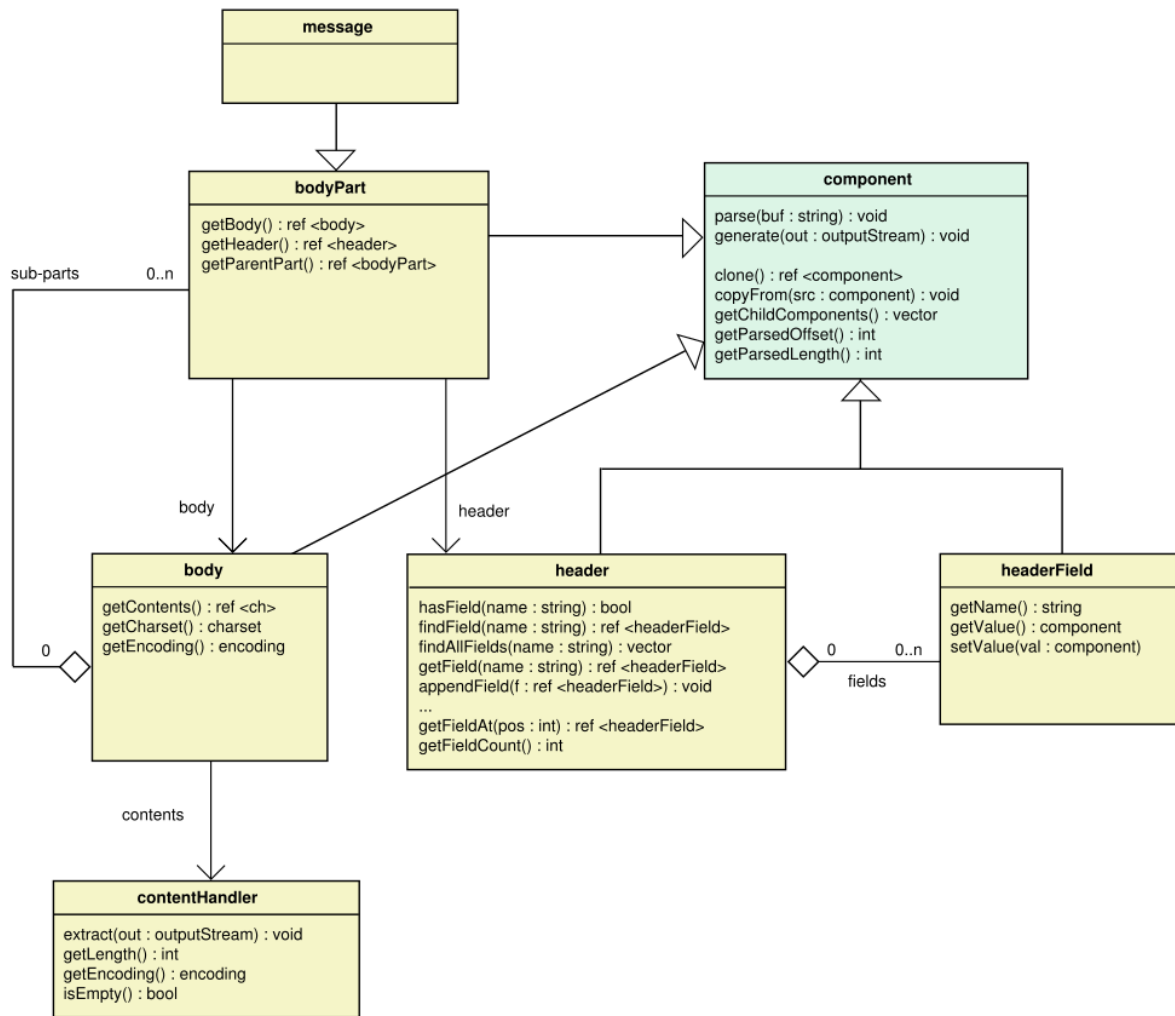 message
bodyPart
getBody() : ref <body>
getHeader() : ref <header>
getParentPart() : ref <bodyPart>
component
parse(buf : string) : void
generate(out : outputStream) : void
clone() : ref <component>
copyFrom(src : component) : void
getChildComponents() : vector
getParsedOffset() : int
getParsedLength() : int
sub-parts
0..n
body
header
body
getContents() : ref <ch>
getCharset() : charset
getEncoding() : encoding
0
header
hasField(name : string) : bool
findField(name : string) : ref <headerField>
findAllFields(name : string) : vector
getField(name : string) : ref <headerField>
appendField(f : ref <headerField>) : void
...
getFieldAt(pos : int) : ref <headerField>
getFieldCount() : int
0
0..n
fields
headerField
getName() : string
getValue() : component
setValue(val : component)
contents
contentHandler
extract(out : outputStream) : void
getLength() : int
getEncoding() : encoding
isEmpty() : bool